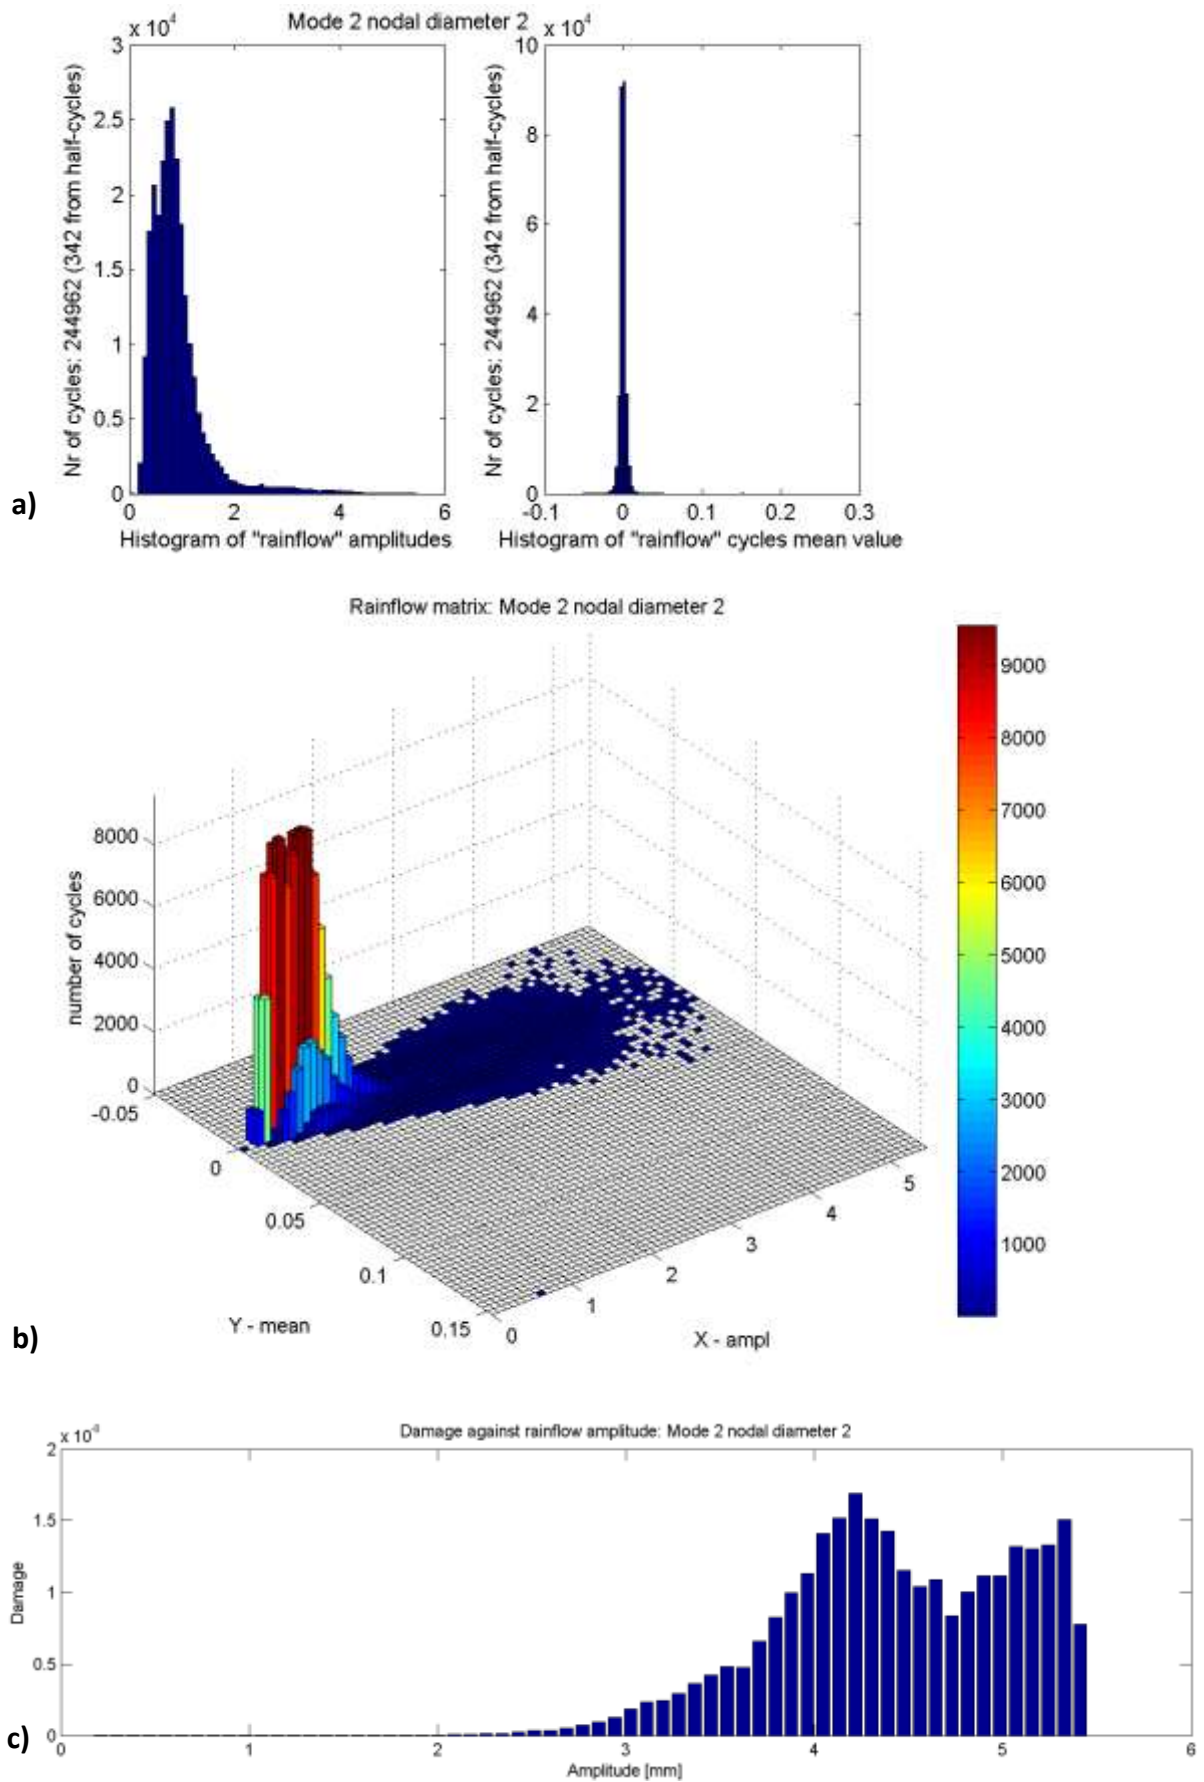 Mode 2 nodal diameter 2
x 10^4
3
2.5
2
1.5
1
0.5
0
0 2 4 6
Nr of cycles: 244962 (342 from half-cycles)
Histogram of "rainflow" amplitudes
x 10^4
10
8
6
4
2
0
-0.1 0 0.1 0.2 0.3
Nr of cycles: 244962 (342 from half-cycles)
Histogram of "rainflow" cycles mean value
a)
Rainflow matrix: Mode 2 nodal diameter 2
number of cycles
8000
6000
4000
2000
0
-0.05
0
0.05
0.1
0.15
Y - mean
0
1
2
3
4
5
X - ampl
9000
8000
7000
6000
5000
4000
3000
2000
1000
b)
Damage against rainflow amplitude: Mode 2 nodal diameter 2
2
1.5
1
0.5
0
Damage
0 1 2 3 4 5 6
Amplitude [mm]
c)